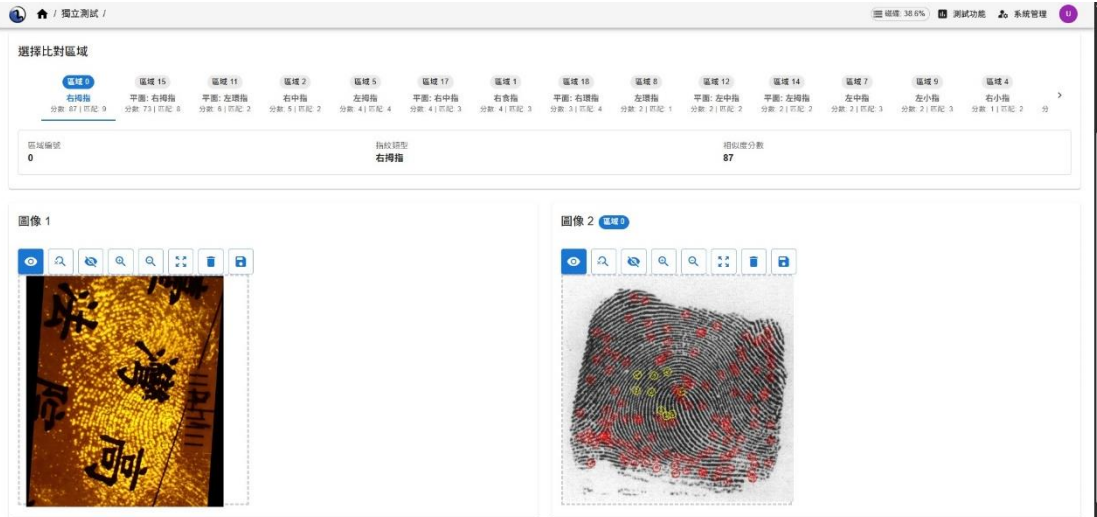 / 獨立測試 /
磁碟: 38.6%
測試功能
系統管理
U
選擇比對區域
區域 0
右拇指
分數: 87 | 匹配: 9
區域 15
平面: 右拇指
分數: 73 | 匹配: 8
區域 11
平面: 左環指
分數: 6 | 匹配: 2
區域 2
右中指
分數: 5 | 匹配: 2
區域 5
左拇指
分數: 4 | 匹配: 4
區域 17
平面: 右中指
分數: 4 | 匹配: 3
區域 1
右食指
分數: 4 | 匹配: 3
區域 18
平面: 右環指
分數: 3 | 匹配: 4
區域 8
左環指
分數: 2 | 匹配: 1
區域 12
平面: 左中指
分數: 2 | 匹配: 2
區域 14
平面: 左拇指
分數: 2 | 匹配: 2
區域 7
左中指
分數: 2 | 匹配: 3
區域 9
左小指
分數: 2 | 匹配: 3
區域 4
右小指
分數: 1 | 匹配: 2
分
區域編號
0
指紋類型
右拇指
相似度分數
87
圖像 1
圖像 2 區域 0
法
灣
高